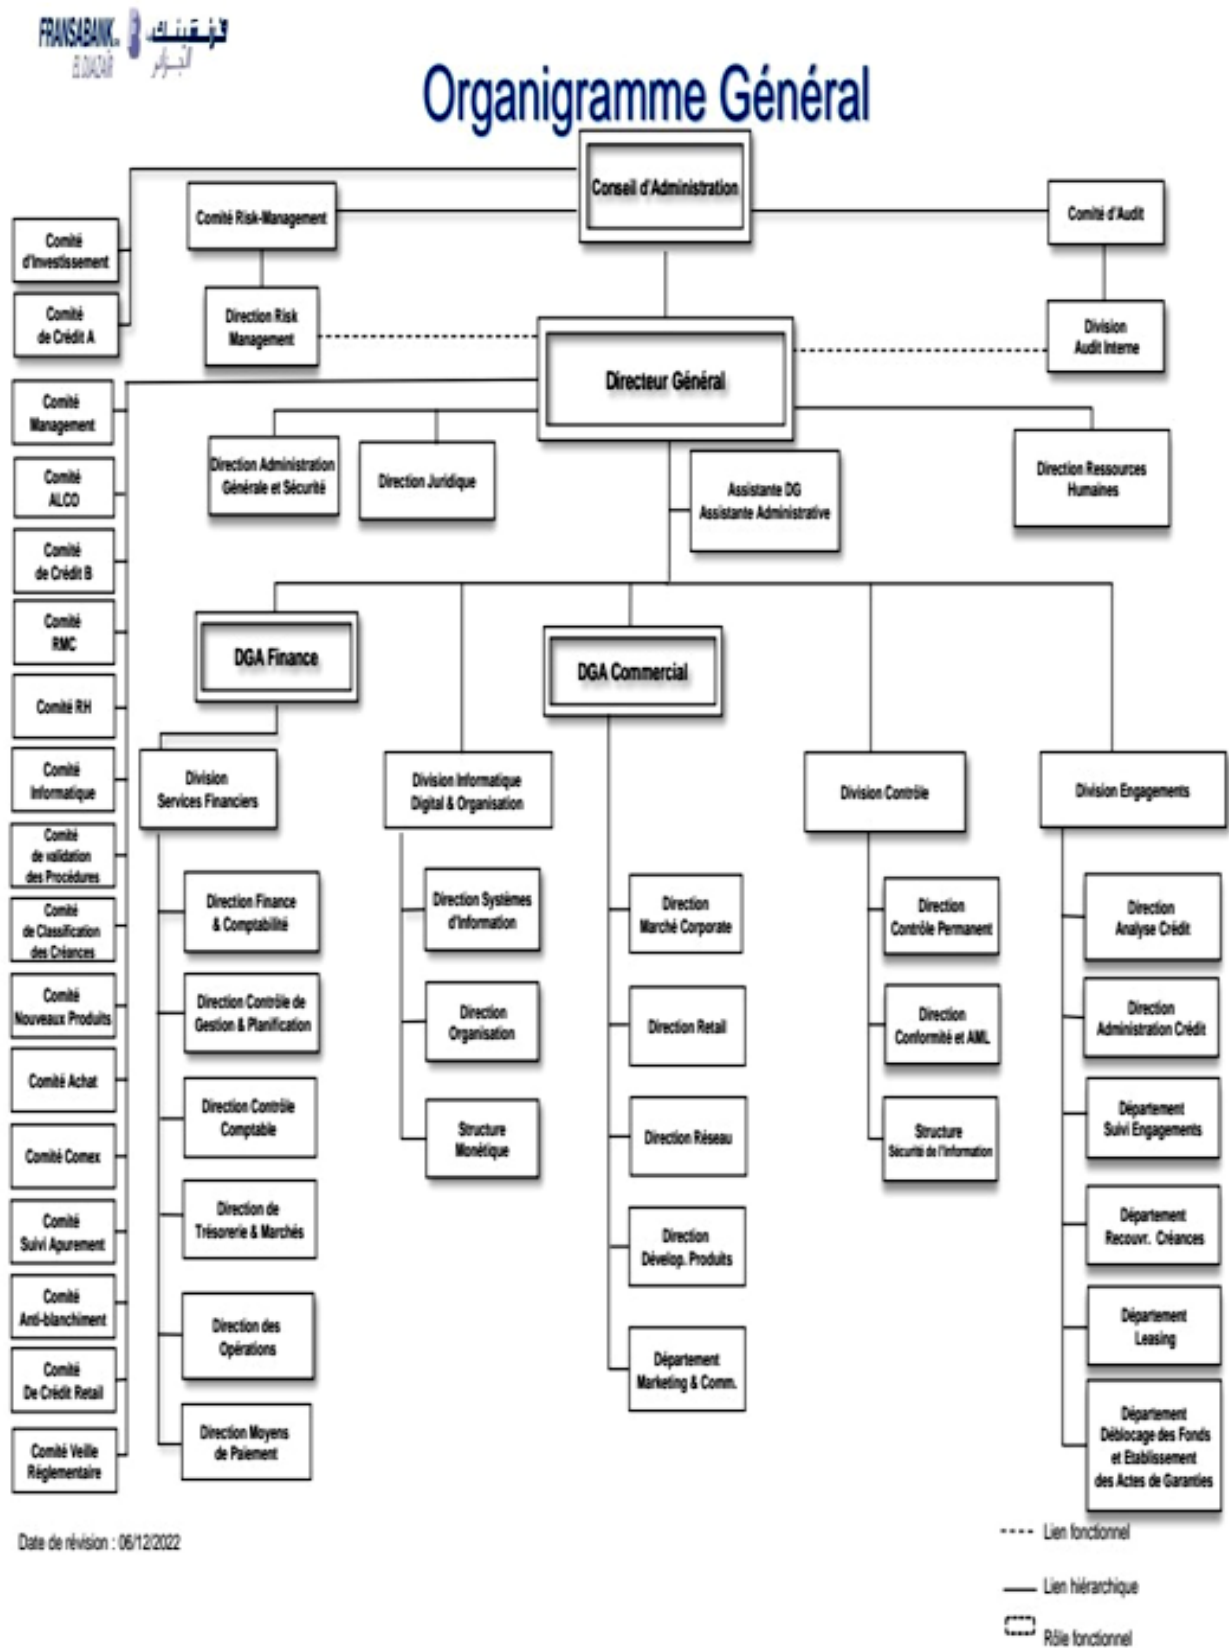 FRANSABANK
EL DJAZAÏR
فرنسبنك
الجزائر
Organigramme Général
Conseil d'Administration
Comité Risk-Management
Comité d'Audit
Comité
d'Investissement
Comité
de Crédit A
Direction Risk
Management
Division
Audit Interne
Directeur Général
Comité
Management
Comité
ALCO
Comité
de Crédit B
Comité
RMC
Comité RH
Comité
Informatique
Comité
de validation
des Procédures
Comité
de Classification
des Créances
Comité
Nouveaux Produits
Comité Achat
Comité Comex
Comité
Suivi Apurement
Comité
Anti-blanchiment
Comité
De Crédit Retail
Comité Veille
Réglementaire
Direction Administration
Générale et Sécurité
Direction Juridique
Assistante DG
Assistante Administrative
Direction Ressources
Humaines
DGA Finance
DGA Commercial
Division
Services Financiers
Division Informatique
Digital & Organisation
Division Contrôle
Division Engagements
Direction Finance
& Comptabilité
Direction Contrôle de
Gestion & Planification
Direction Contrôle
Comptable
Direction de
Trésorerie & Marchés
Direction des
Opérations
Direction Moyens
de Paiement
Direction Systèmes
d'Information
Direction
Organisation
Structure
Monétique
Direction
Marché Corporate
Direction Retail
Direction Réseau
Direction
Dévelop. Produits
Département
Marketing & Comm.
Direction
Contrôle Permanent
Direction
Conformité et AML
Structure
Sécurité de l'Information
Direction
Analyse Crédit
Direction
Administration Crédit
Département
Suivi Engagements
Département
Recouvr. Créances
Département
Leasing
Département
Déblocage des Fonds
et Etablissement
des Actes de Garanties
Date de révision : 06/12/2022
Lien fonctionnel
Lien hiérarchique
Rôle fonctionnel